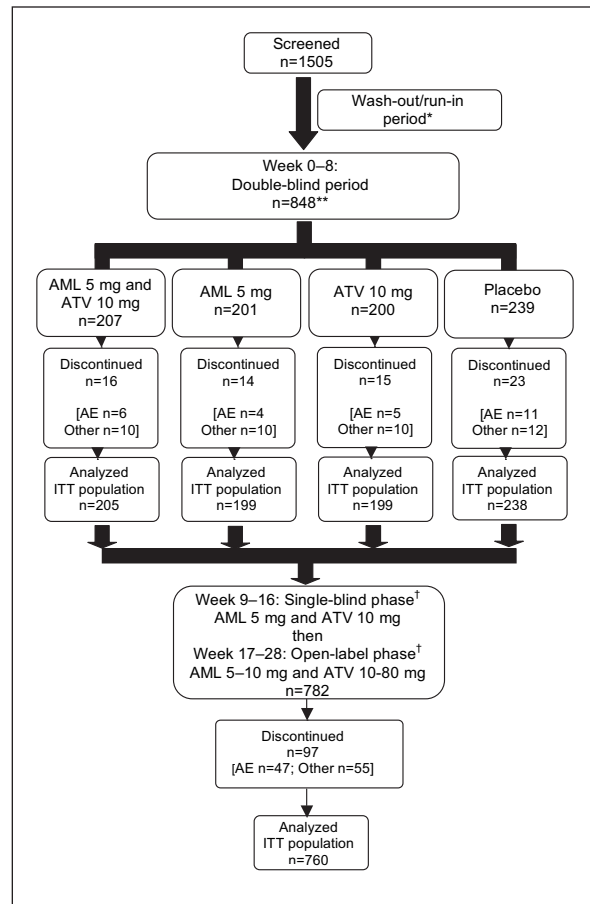 Screened
n=1505
Wash-out/run-in
period*
Week 0–8:
Double-blind period
n=848**
AML 5 mg and
ATV 10 mg
n=207
AML 5 mg
n=201
ATV 10 mg
n=200
Placebo
n=239
Discontinued
n=16
[AE n=6
Other n=10]
Discontinued
n=14
[AE n=4
Other n=10]
Discontinued
n=15
[AE n=5
Other n=10]
Discontinued
n=23
[AE n=11
Other n=12]
Analyzed
ITT population
n=205
Analyzed
ITT population
n=199
Analyzed
ITT population
n=199
Analyzed
ITT population
n=238
Week 9–16: Single-blind phase†
AML 5 mg and ATV 10 mg
then
Week 17–28: Open-label phase†
AML 5–10 mg and ATV 10-80 mg
n=782
Discontinued
n=97
[AE n=47; Other n=55]
Analyzed
ITT population
n=760